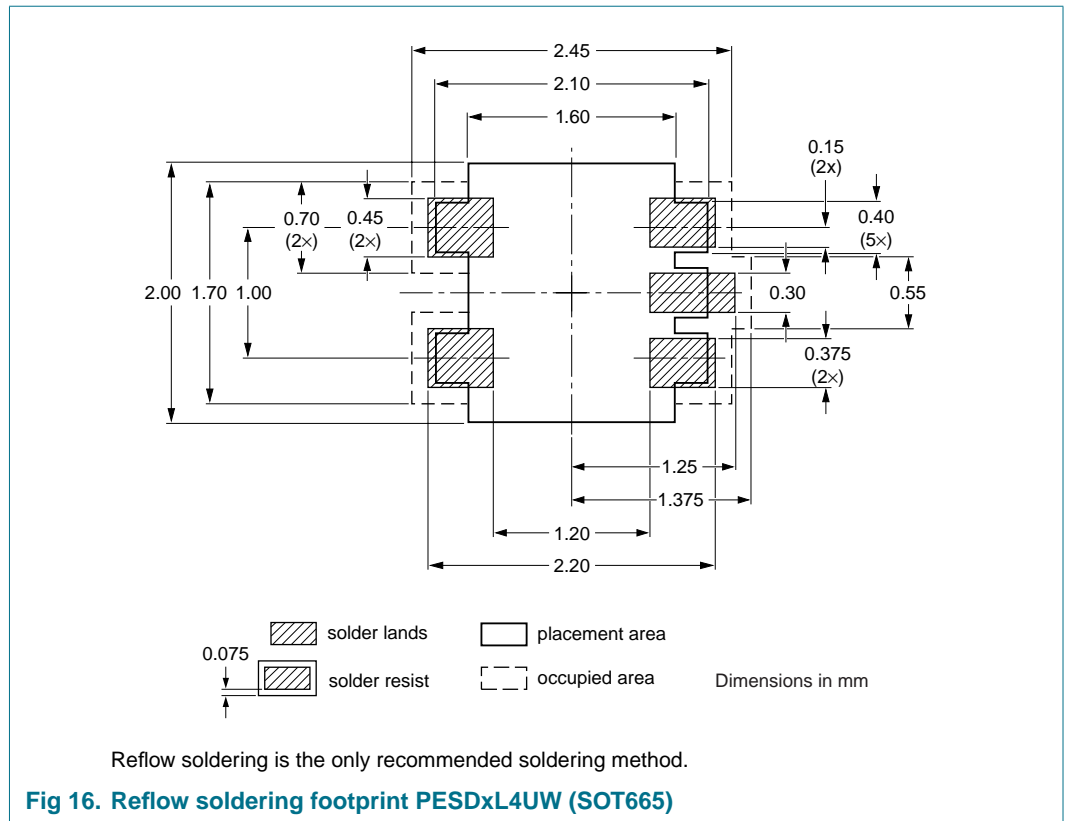 2.45
2.10
1.60
0.15
(2x)
0.70
(2×)
0.45
(2×)
0.40
(5×)
2.00 1.70 1.00
0.30
0.55
0.375
(2×)
1.25
1.375
1.20
2.20
solder lands
placement area
0.075
solder resist
occupied area
Dimensions in mm
Reflow soldering is the only recommended soldering method.
Fig 16. Reflow soldering footprint PESDxL4UW (SOT665)